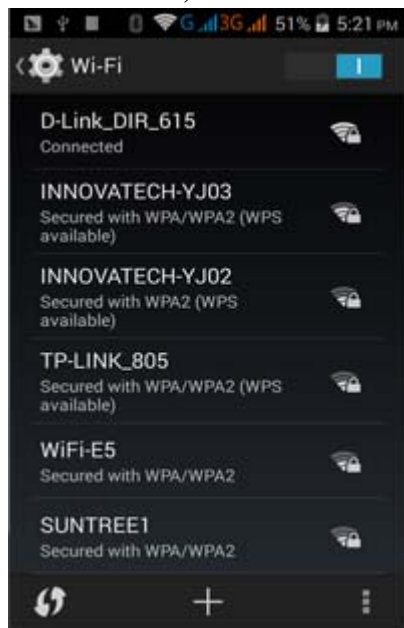 G 3G 51% 5:21 PM
Wi-Fi
D-Link_DIR_615
Connected
INNOVATECH-YJ03
Secured with WPA/WPA2 (WPS
available)
INNOVATECH-YJ02
Secured with WPA2 (WPS
available)
TP-LINK_805
Secured with WPA/WPA2 (WPS
available)
WiFi-E5
Secured with WPA/WPA2
SUNTREE1
Secured with WPA/WPA2